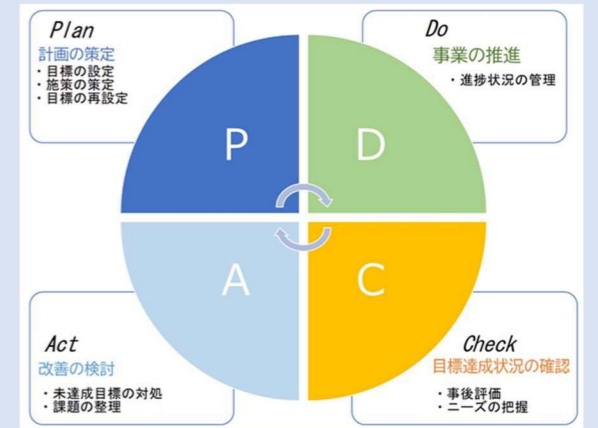 Plan
計画の策定
・目標の設定
・施策の策定
・目標の再設定
Do
事業の推進
・進捗状況の管理
P
D
A
C
Act
改善の検討
・未達成目標の対処
・課題の整理
Check
目標達成状況の確認
・事後評価
・ニーズの把握